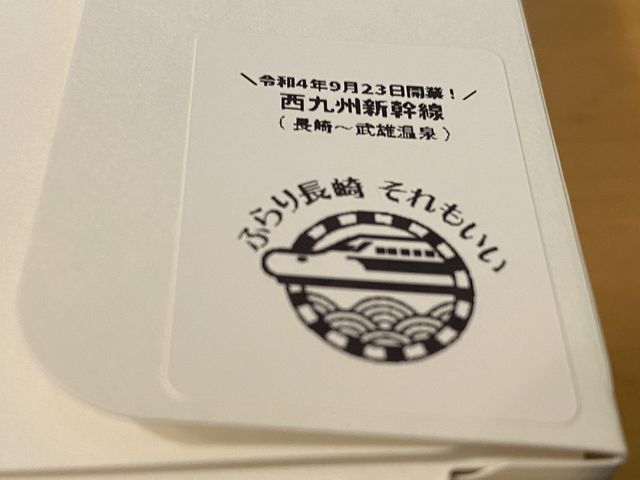 \令和4年9月23日開業!/
西九州新幹線
(長崎～武雄温泉)
ふらり長崎 それもいい